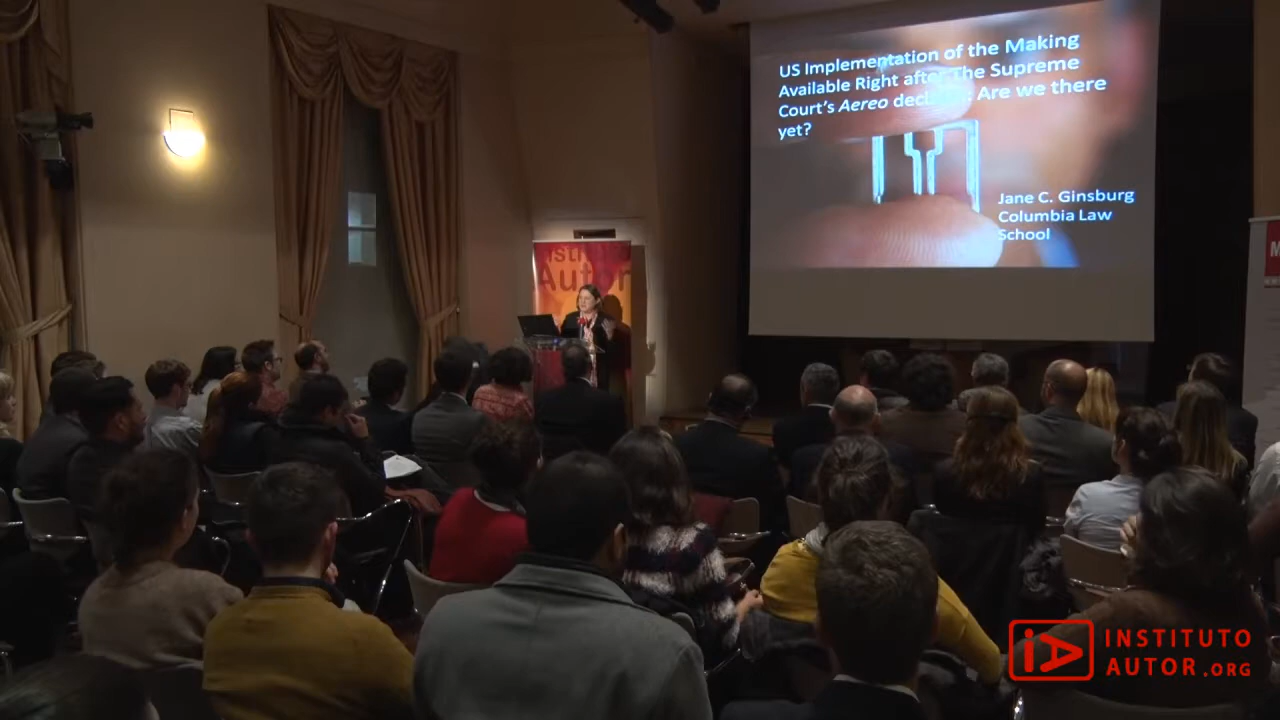 US Implementation of the Making
Available Right after the Supreme
Court's Aereo : Are we there
yet?
Jane C. Ginsburg
Columbia Law
School
Instituto
Autor
M
INSTITUTO
AUTOR.ORG